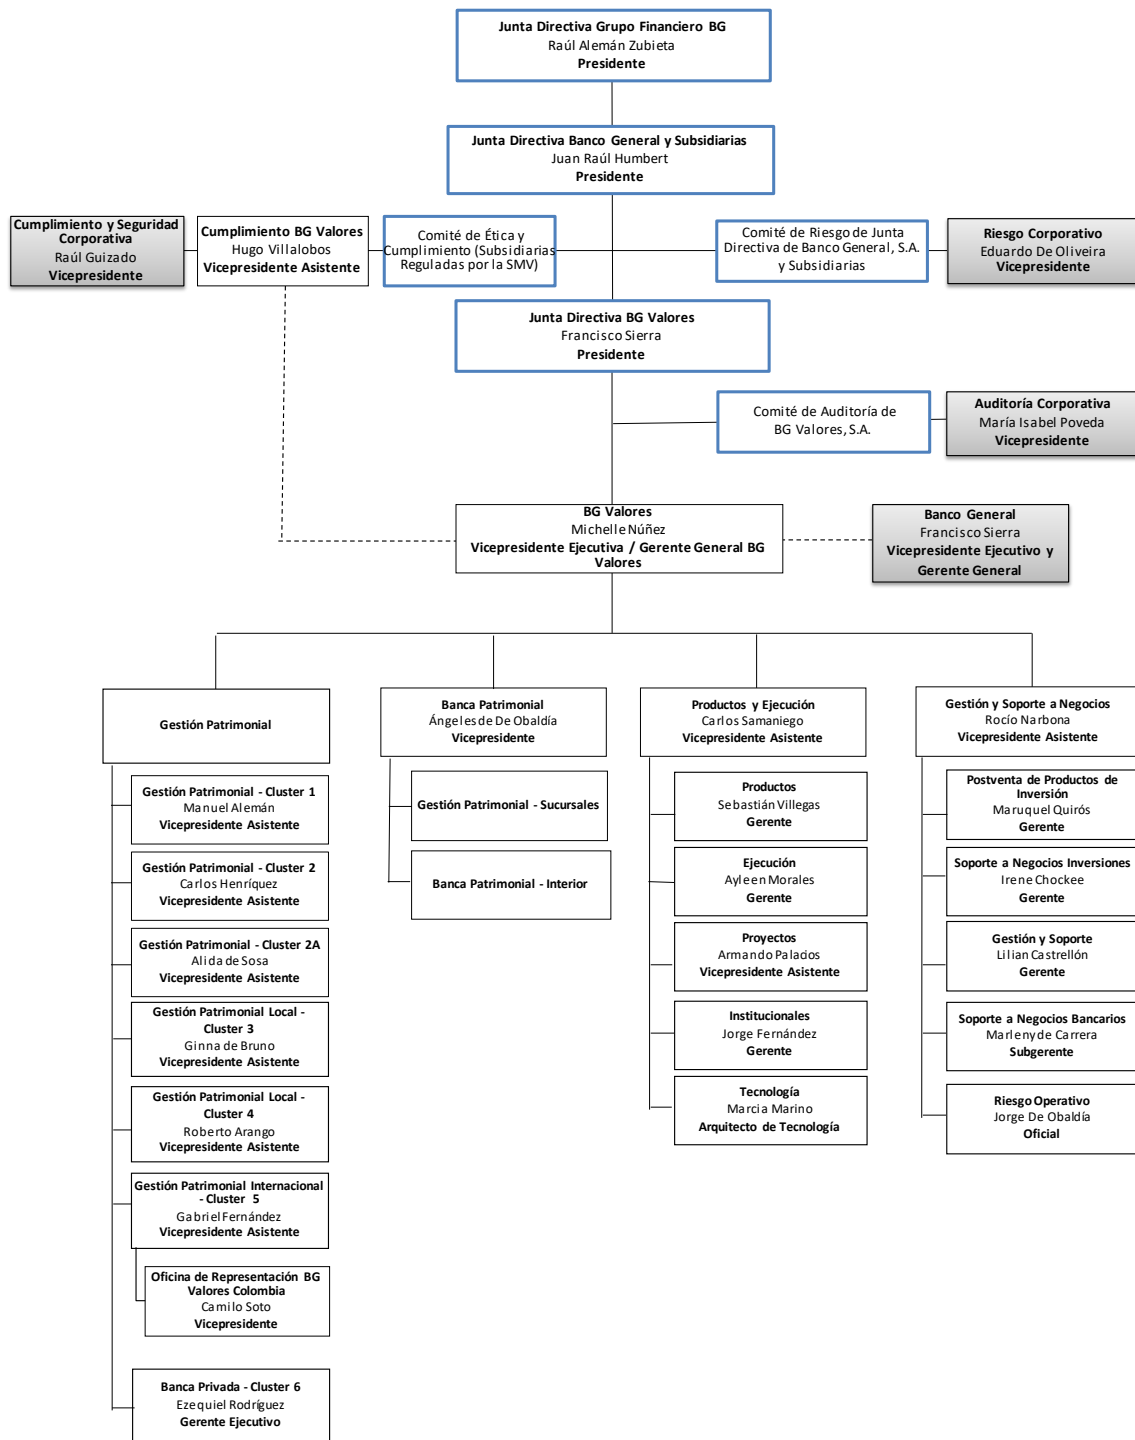 Junta Directiva Grupo Financiero BG
Raúl Alemán Zubieta
Presidente
Junta Directiva Banco General y Subsidiarias
Juan Raúl Humbert
Presidente
Cumplimiento y Seguridad
Corporativa
Raúl Guizado
Vicepresidente
Cumplimiento BG Valores
Hugo Villalobos
Vicepresidente Asistente
Comité de Ética y
Cumplimiento (Subsidiarias
Reguladas por la SMV)
Comité de Riesgo de Junta
Directiva de Banco General, S.A.
y Subsidiarias
Riesgo Corporativo
Eduardo De Oliveira
Vicepresidente
Junta Directiva BG Valores
Francisco Sierra
Presidente
Comité de Auditoría de
BG Valores, S.A.
Auditoría Corporativa
María Isabel Poveda
Vicepresidente
BG Valores
Michelle Núñez
Vicepresidente Ejecutiva / Gerente General BG
Valores
Banco General
Francisco Sierra
Vicepresidente Ejecutivo y
Gerente General
Gestión Patrimonial
Gestión Patrimonial - Cluster 1
Manuel Alemán
Vicepresidente Asistente
Gestión Patrimonial - Cluster 2
Carlos Henríquez
Vicepresidente Asistente
Gestión Patrimonial - Cluster 2A
Alida de Sosa
Vicepresidente Asistente
Gestión Patrimonial Local -
Cluster 3
Ginna de Bruno
Vicepresidente Asistente
Gestión Patrimonial Local -
Cluster 4
Roberto Arango
Vicepresidente Asistente
Gestión Patrimonial Internacional
- Cluster 5
Gabriel Fernández
Vicepresidente Asistente
Oficina de Representación BG
Valores Colombia
Camilo Soto
Vicepresidente
Banca Privada - Cluster 6
Ezequiel Rodríguez
Gerente Ejecutivo
Banca Patrimonial
Ángeles de De Obaldía
Vicepresidente
Gestión Patrimonial - Sucursales
Banca Patrimonial - Interior
Productos y Ejecución
Carlos Samaniego
Vicepresidente Asistente
Productos
Sebastián Villegas
Gerente
Ejecución
Ayleen Morales
Gerente
Proyectos
Armando Palacios
Vicepresidente Asistente
Institucionales
Jorge Fernández
Gerente
Tecnología
Marcia Marino
Arquitecto de Tecnología
Gestión y Soporte a Negocios
Rocío Narbona
Vicepresidente Asistente
Postventa de Productos de
Inversión
Maruquel Quirós
Gerente
Soporte a Negocios Inversiones
Irene Chockee
Gerente
Gestión y Soporte
Lilian Castrellón
Gerente
Soporte a Negocios Bancarios
Marleny de Carrera
Subgerente
Riesgo Operativo
Jorge De Obaldía
Oficial